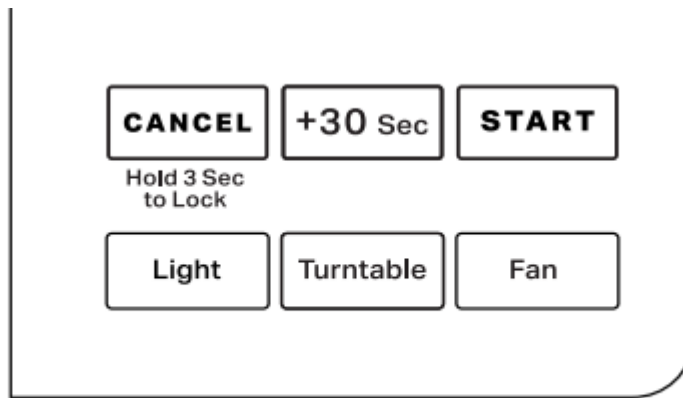 CANCEL +30 Sec START
Hold 3 Sec
to Lock
Light Turntable Fan